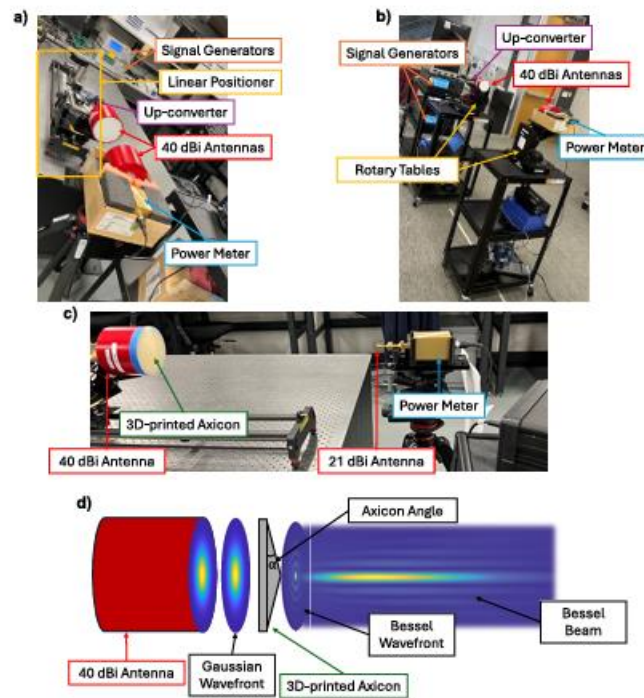 a)
Signal Generators
Linear Positioner
Up-converter
40 dBi Antennas
Power Meter
b)
Up-converter
Signal Generators
40 dBi Antennas
Power Meter
Rotary Tables
c)
Power Meter
3D-printed Axicon
40 dBi Antenna
21 dBi Antenna
d)
Axicon Angle
α
Bessel
Wavefront
Bessel
Beam
40 dBi Antenna
Gaussian
Wavefront
3D-printed Axicon